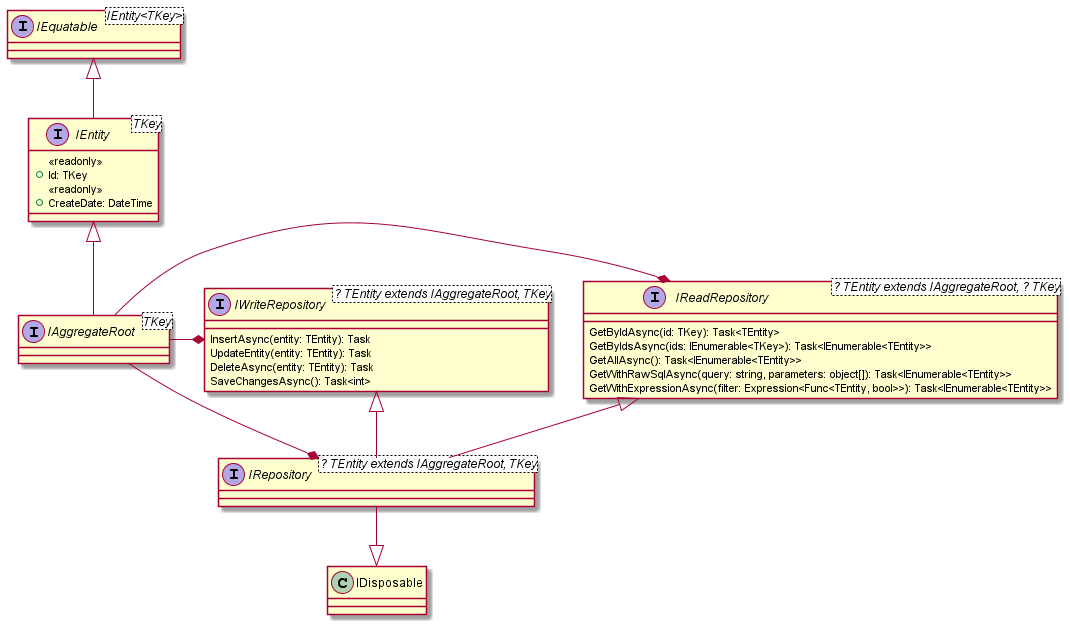 IEntity<TKey>
I IEquatable
TKey
I IEntity
«readonly»
Id: TKey
«readonly»
CreateDate: DateTime
TKey
I IAggregateRoot
? TEntity extends IAggregateRoot, TKey
I IWriteRepository
InsertAsync(entity: TEntity): Task
UpdateEntity(entity: TEntity): Task
DeleteAsync(entity: TEntity): Task
SaveChangesAsync(): Task<int>
? TEntity extends IAggregateRoot, ? TKey
I IReadRepository
GetByIdAsync(id: TKey): Task<TEntity>
GetByIdsAsync(ids: IEnumerable<TKey>): Task<IEnumerable<TEntity>>
GetAllAsync(): Task<IEnumerable<TEntity>>
GetWithRawSqlAsync(query: string, parameters: object[]): Task<IEnumerable<TEntity>>
GetWithExpressionAsync(filter: Expression<Func<TEntity, bool>>): Task<IEnumerable<TEntity>>
? TEntity extends IAggregateRoot, TKey
I IRepository
C IDisposable